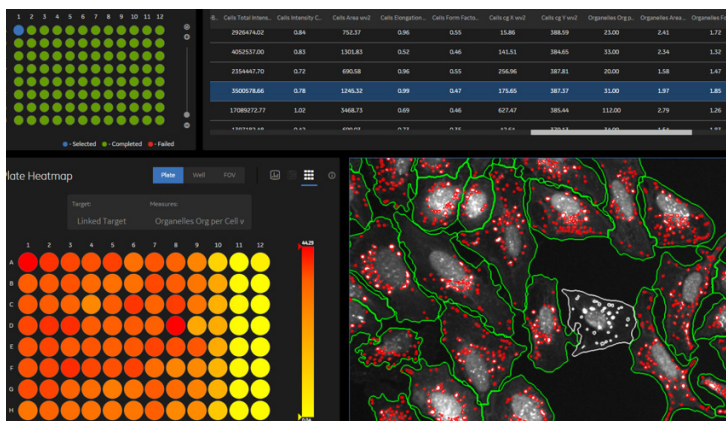 1 2 3 4 5 6 7 8 9 10 11 12
- Selected - Completed - Failed
Cells Total Intens... Cells Intensity C... Cells Area wv2 Cells Elongation... Cells Form Facto... Cells cg X wv2 Cells cg Y wv2 Organelles Org p... Organelles Area ... Organelles
2926474.02 0.84 752.37 0.96 0.55 15.86 388.59 23.00 2.41 1.72
4052537.00 0.83 1301.83 0.52 0.46 141.51 384.65 33.00 2.34 1.32
2354447.70 0.72 690.58 0.96 0.55 256.96 387.81 20.00 1.58 1.47
3500578.66 0.78 1245.32 0.99 0.47 175.65 387.37 31.00 1.97 1.85
17089272.77 1.02 3468.73 0.69 0.46 627.47 385.44 112.00 2.79 1.26
Plate Heatmap
Plate Well FOV
Target: Measures:
Linked Target Organelles Org per Cell v
1 2 3 4 5 6 7 8 9 10 11 12
44.29
A
B
C
D
E
F
G
H